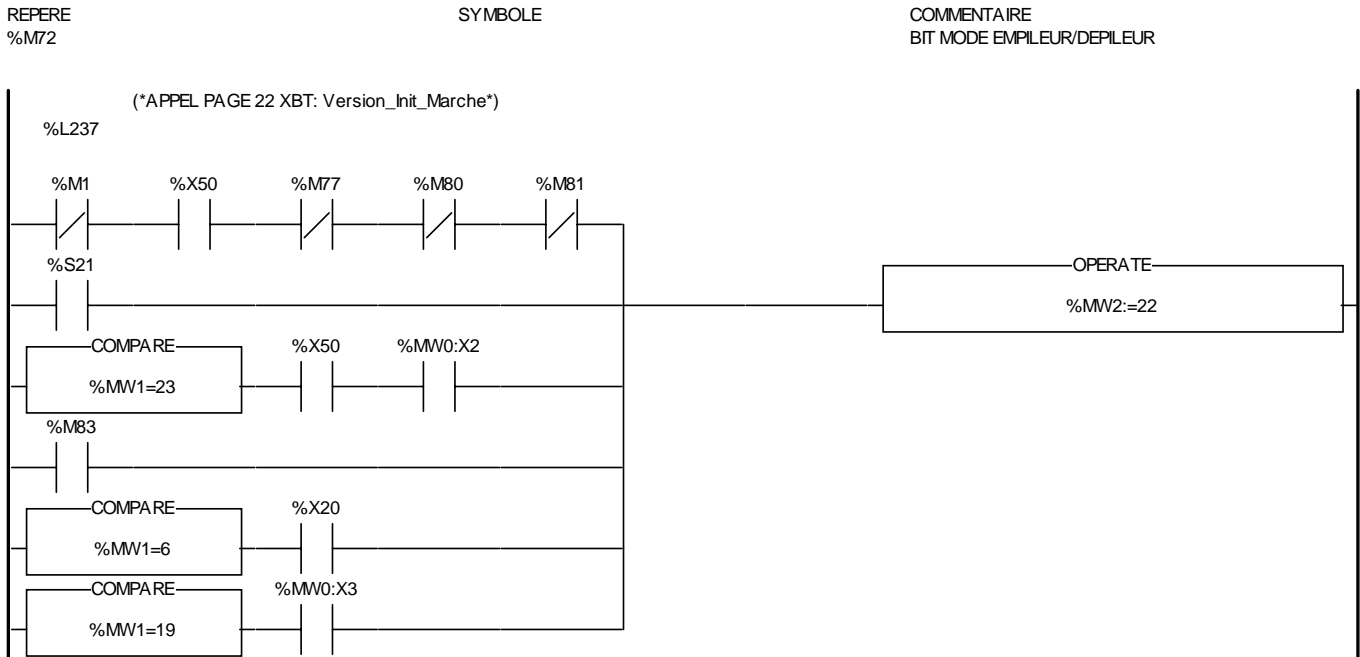 REPERE SYMBOLE COMMENTAIRE
%M72 BIT MODE EMPILEUR/DEPILEUR
(*APPEL PAGE 22 XBT: Version_Init_Marche*)
%L237
%M1 %X50 %M77 %M80 %M81
%S21 OPERATE
%MW2:=22
COMPARE %X50 %MW0:X2
%MW1=23
%M83
COMPARE %X20
%MW1=6
COMPARE %MW0:X3
%MW1=19